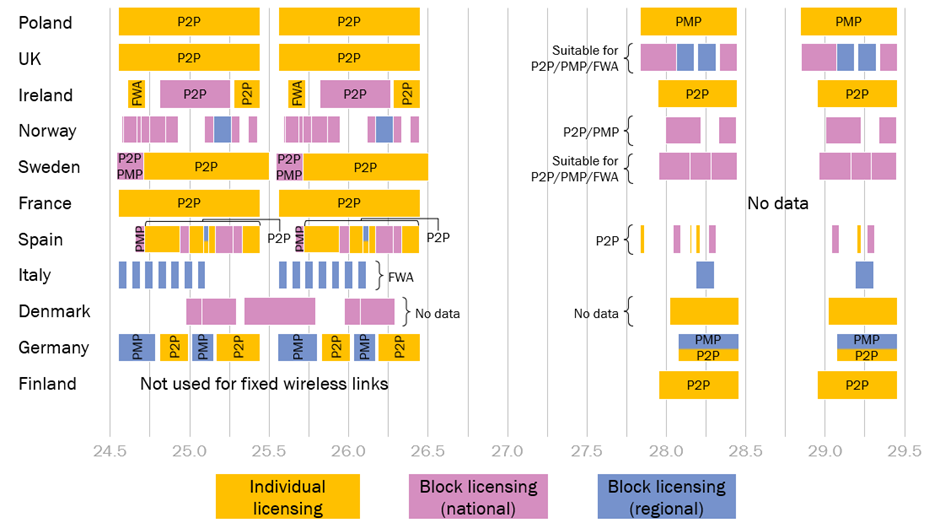 Poland P2P P2P PMP PMP
UK P2P P2P
Suitable for
P2P/PMP/FWA
Ireland FWA P2P P2P FWA P2P P2P P2P P2P
Norway P2P/PMP
Sweden P2P
PMP P2P P2P
PMP P2P
Suitable for
P2P/PMP/FWA
France P2P P2P No data
Spain PMP P2P PMP P2P P2P
Italy FWA
Denmark No data No data
Germany PMP P2P PMP P2P PMP P2P PMP P2P PMP PMP
P2P P2P
Finland Not used for fixed wireless links P2P P2P
24.5 25.0 25.5 26.0 26.5 27.0 27.5 28.0 28.5 29.0 29.5
Individual
licensing
Block licensing
(national)
Block licensing
(regional)